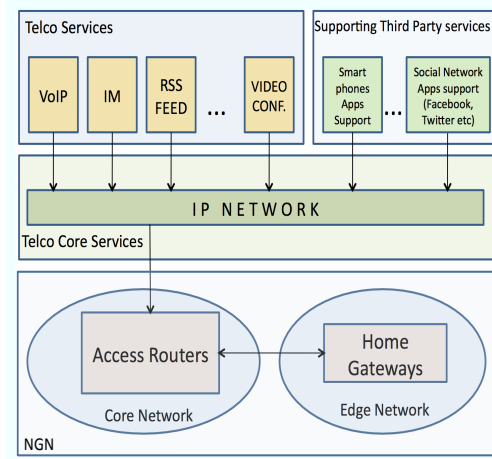 Telco Services
Supporting Third Party services
VoIP
IM
RSS
FEED
...
VIDEO
CONF.
Smart
phones
Apps
Support
...
Social Network
Apps support
(Facebook,
Twitter etc)
IP NETWORK
Telco Core Services
Access Routers
Core Network
Home
Gateways
Edge Network
NGN